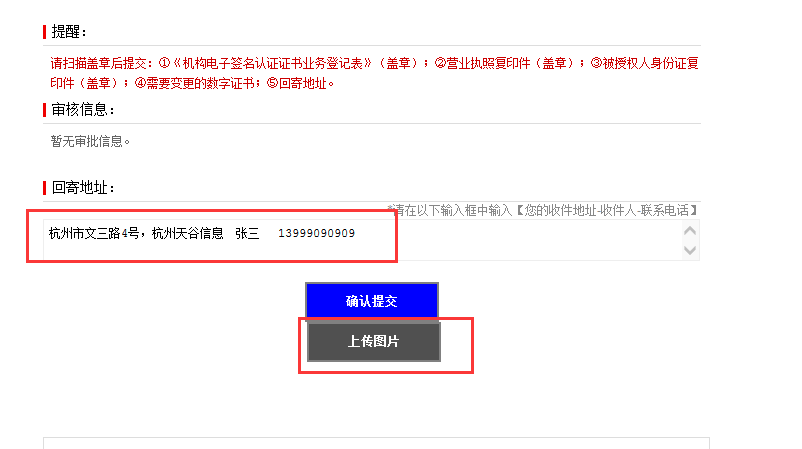 提醒：
请扫描盖章后提交：①《机构电子签名认证证书业务登记表》（盖章）；②营业执照复印件（盖章）；③被授权人身份证复
印件（盖章）；④需要变更的数字证书；⑤回寄地址。
审核信息：
暂无审批信息。
回寄地址：
*请在以下输入框中输入【您的收件地址-收件人-联系电话】
杭州市文三路4号，杭州天谷信息 张三 13999090909
确认提交
上传图片